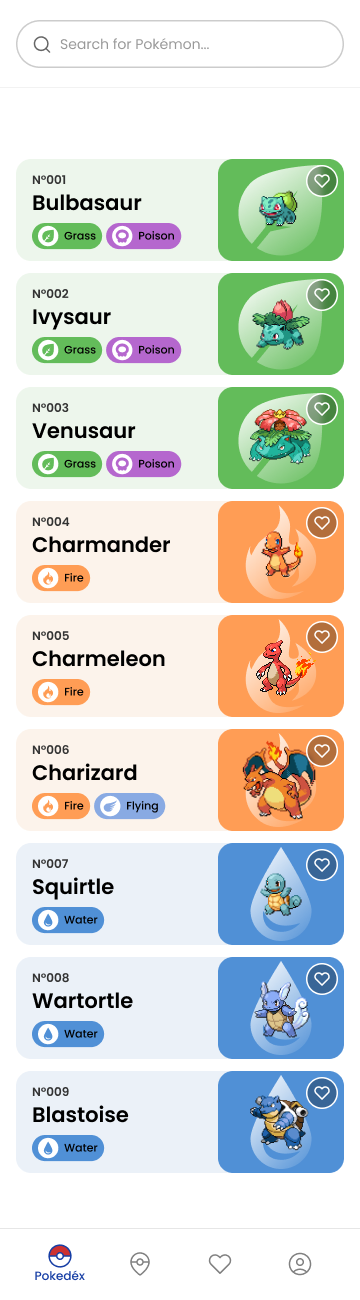 Search for Pokémon...
Nº001
Bulbasaur
Grass Poison
Nº002
Ivysaur
Grass Poison
Nº003
Venusaur
Grass Poison
Nº004
Charmander
Fire
Nº005
Charmeleon
Fire
Nº006
Charizard
Fire Flying
Nº007
Squirtle
Water
Nº008
Wartortle
Water
Nº009
Blastoise
Water
Pokedéx